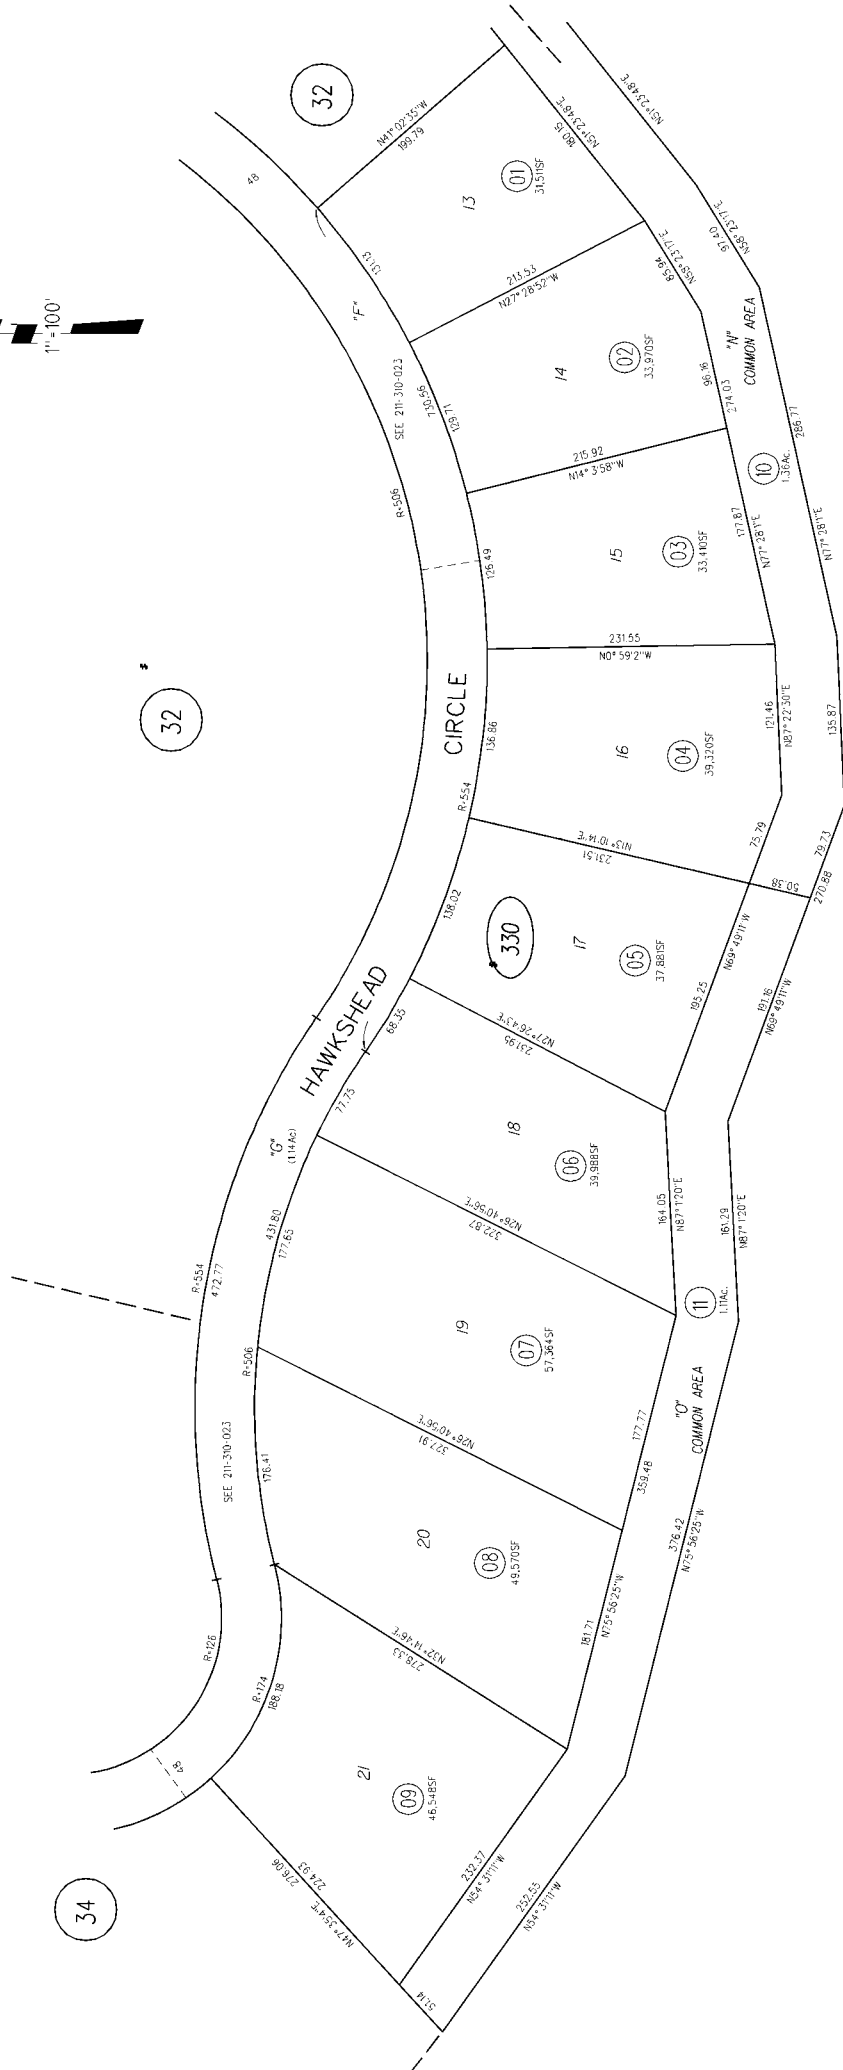 1"=100'
32
N41° 02'35"W
199.79
48
131.13
"F"
13
01
31,511SF
180.15
N51° 23'48"E
N51° 23'48"E
213.53
N27° 28'52"W
SEE 211-310-023
730.56
129.71
14
02
33,970SF
85.94
N58° 23'17"E
97.40
N58° 23'17"E
96.16
274.03
"N"
COMMON AREA
R=506
215.92
N14° 3'58"W
10
1.36Ac.
286.77
N77° 28'1"E
126.49
15
03
33,410SF
177.87
N77° 28'1"E
231.55
N0° 59'2"W
32
CIRCLE
136.86
16
04
39,320SF
121.46
N87° 22'30"E
135.87
R=554
N13° 10'14"E
231.51
75.79
79.73
270.88
50.38
138.02
330
17
05
37,881SF
195.25
N69° 49'11"W
191.16
N69° 49'11"W
HAWKSHEAD
68.35
N27° 26'43"E
231.95
77.75
"G"
(1.14Ac)
18
06
39,988SF
164.05
N87° 1'20"E
161.29
N87° 1'20"E
431.80
177.65
N26° 40'56"E
322.87
R=554
472.77
19
07
57,364SF
11
1.11Ac.
R=506
N26° 40'56"E
327.91
177.77
359.48
"O"
COMMON AREA
SEE 211-310-023
176.41
20
08
49,570SF
376.42
N75° 56'25"W
181.71
N75° 56'25"W
R=126
N32° 14'46"E
278.33
R=174
188.18
48
21
09
46,548SF
232.37
N54° 31'11"W
252.55
N54° 31'11"W
276.06
224.93
N47° 35'4"E
51.14
34